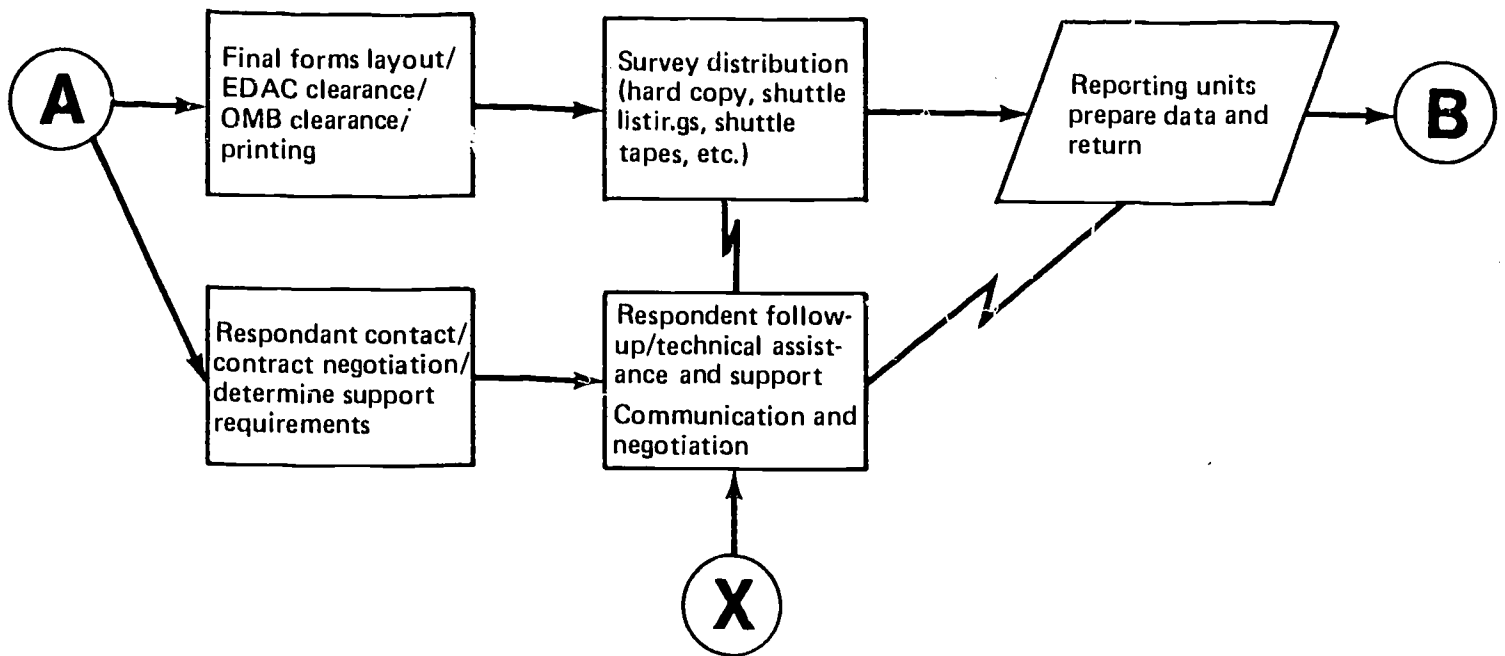 A
Final forms layout/
EDAC clearance/
OMB clearance/
printing
Survey distribution
(hard copy, shuttle
listir.gs, shuttle
tapes, etc.)
Reporting units
prepare data and
return
B
Respondant contact/
contract negotiation/
determine support
requirements
Respondent follow-
up/technical assist-
ance and support
Communication and
negotiation
X